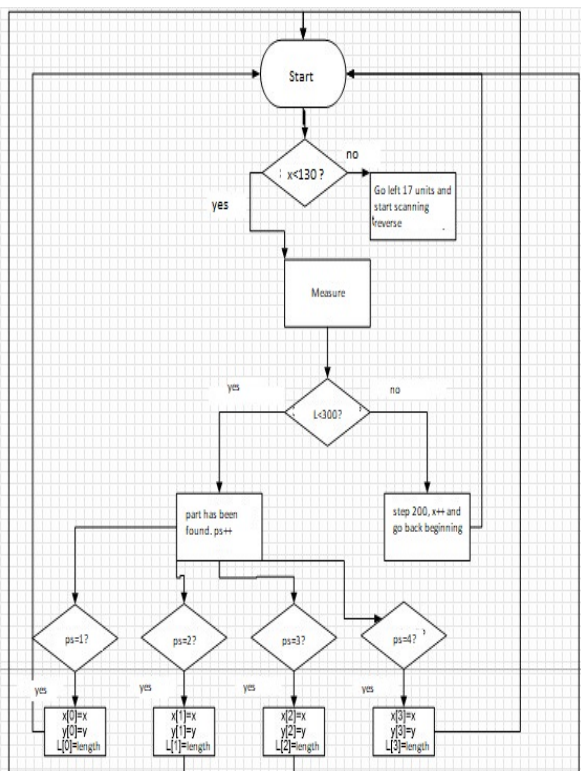 Start
x<130 ?
no
yes
Go left 17 units and
start scanning
reverse
Measure
yes
no
L<300?
part has been
found. ps++
step 200, x++ and
go back beginning
ps=1?
ps=2?
ps=3?
ps=4?
yes
yes
yes
yes
x[0]=x
y[0]=y
L[0]=length
x[1]=x
y[1]=y
L[1]=length
x[2]=x
y[2]=y
L[2]=length
x[3]=x
y[3]=y
L[3]=length